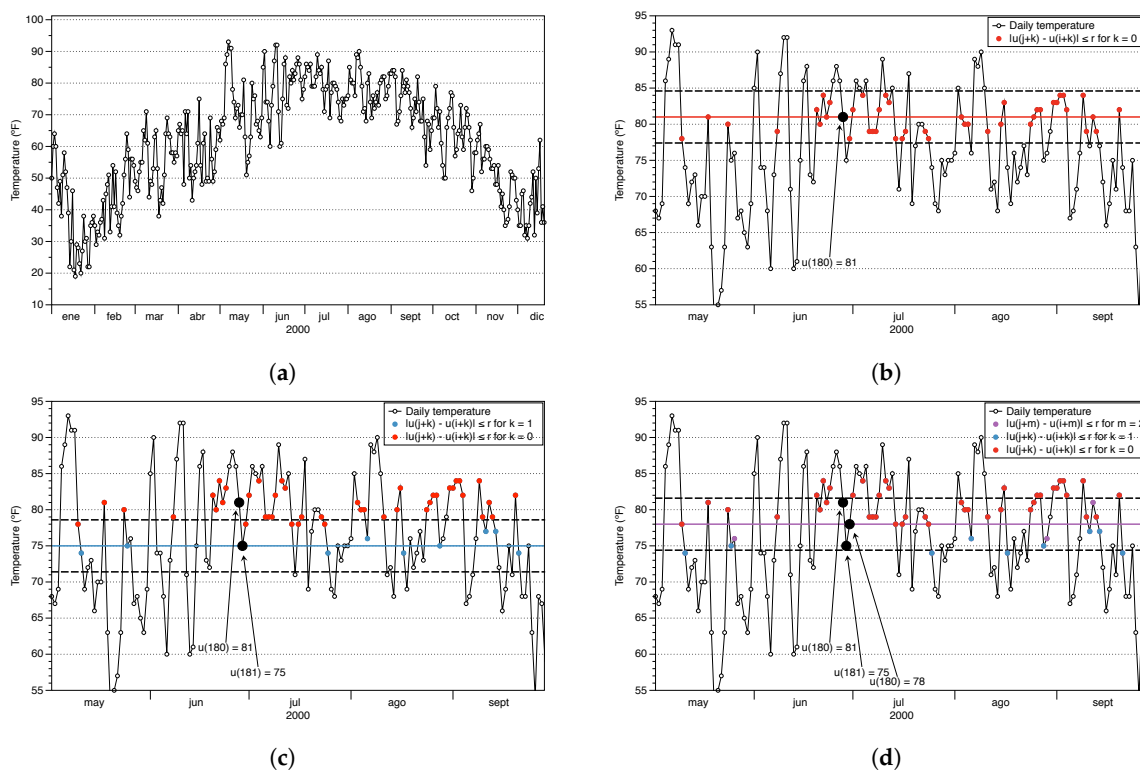 100
90
80
70
60
50
40
30
20
10
Temperature (°F)
ene feb mar abr may jun jul ago sept oct nov dic
2000
(a)
95
90
85
80
75
70
65
60
55
Temperature (°F)
Daily temperature
|u(j+k) - u(i+k)| ≤ r for k = 0
u(180) = 81
may jun jul ago sept
2000
(b)
95
90
85
80
75
70
65
60
55
Temperature (°F)
Daily temperature
|u(j+k) - u(i+k)| ≤ r for k = 1
|u(j+k) - u(i+k)| ≤ r for k = 0
u(180) = 81
u(181) = 75
may jun jul ago sept
2000
(c)
95
90
85
80
75
70
65
60
55
Temperature (°F)
Daily temperature
|u(j+m) - u(i+m)| ≤ r for m = 2
|u(j+k) - u(i+k)| ≤ r for k = 1
|u(j+k) - u(i+k)| ≤ r for k = 0
u(180) = 81
u(181) = 75
u(180) = 78
may jun jul ago sept
2000
(d)